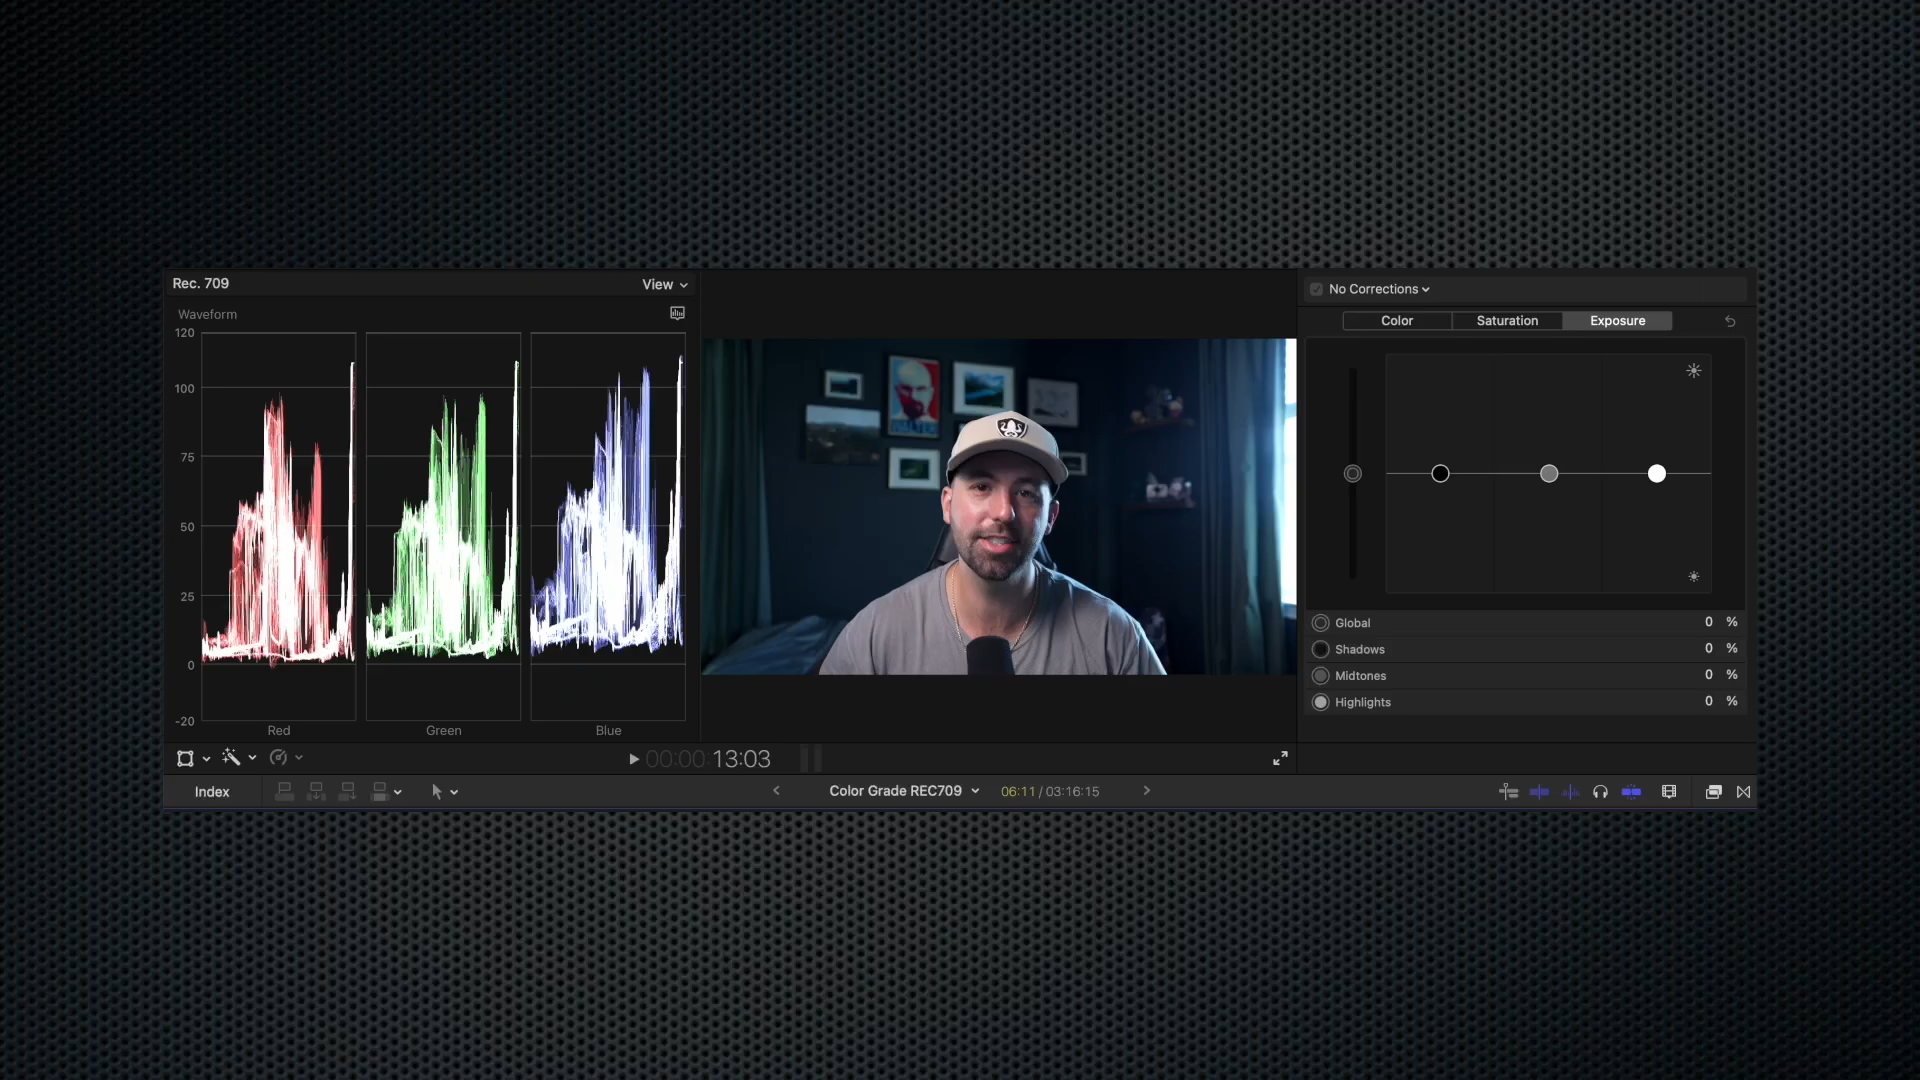 Rec. 709
View
Waveform
120
100
75
50
25
0
-20
Red
Green
Blue
WALTER
No Corrections
Color
Saturation
Exposure
Global
0 %
Shadows
0 %
Midtones
0 %
Highlights
0 %
00:00:13:03
Index
Color Grade REC709
06:11 / 03:16:15